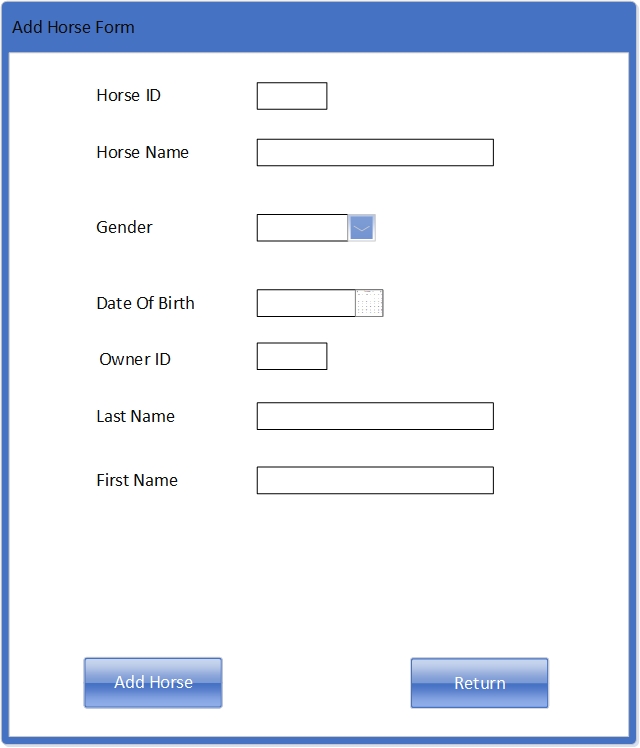 Add Horse Form
Horse ID
Horse Name
Gender
Date Of Birth
Owner ID
Last Name
First Name
Add Horse
Return